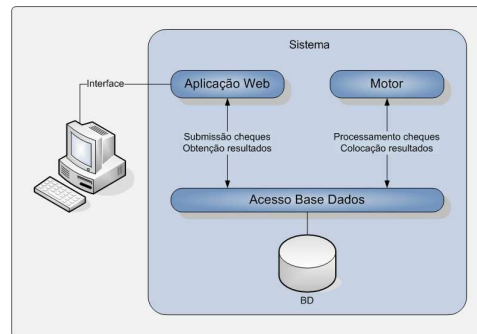 Sistema
Interface
Aplicação Web
Motor
Submissão cheques
Obtenção resultados
Processamento cheques
Colocação resultados
Acesso Base Dados
BD